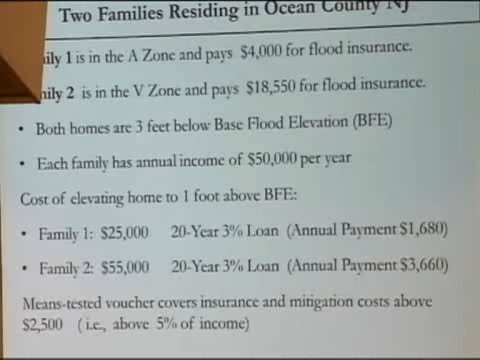 Two Families Residing in Ocean County NJ
ily 1 is in the A Zone and pays $4,000 for flood insurance.
ily 2 is in the V Zone and pays $18,550 for flood insurance.
• Both homes are 3 feet below Base Flood Elevation (BFE)
• Each family has annual income of $50,000 per year
Cost of elevating home to 1 foot above BFE:
• Family 1: $25,000 20-Year 3% Loan (Annual Payment $1,680)
• Family 2: $55,000 20-Year 3% Loan (Annual Payment $3,660)
Means-tested voucher covers insurance and mitigation costs above
$2,500 ( i.e., above 5% of income)